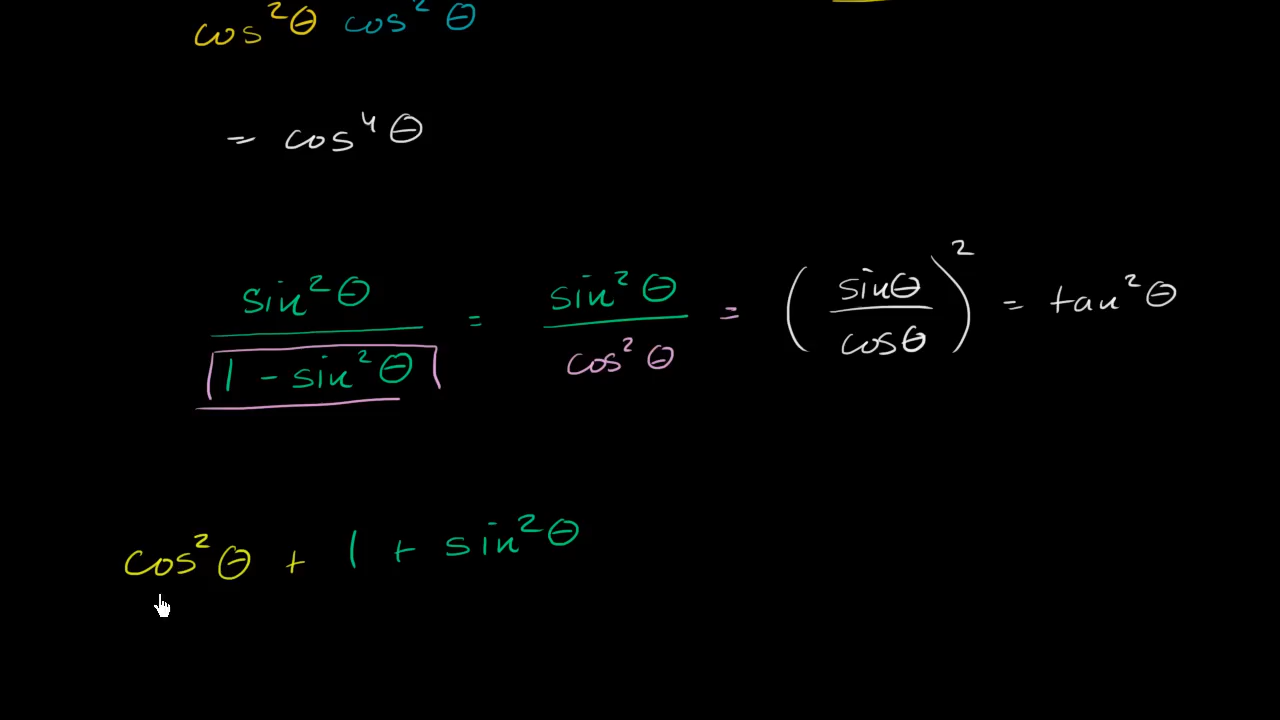 cos²θ cos²θ
= cos⁴θ
sin²θ / 1 - sin²θ = sin²θ / cos²θ = (sinθ / cosθ)² = tan²θ
cos²θ + 1 + sin²θ